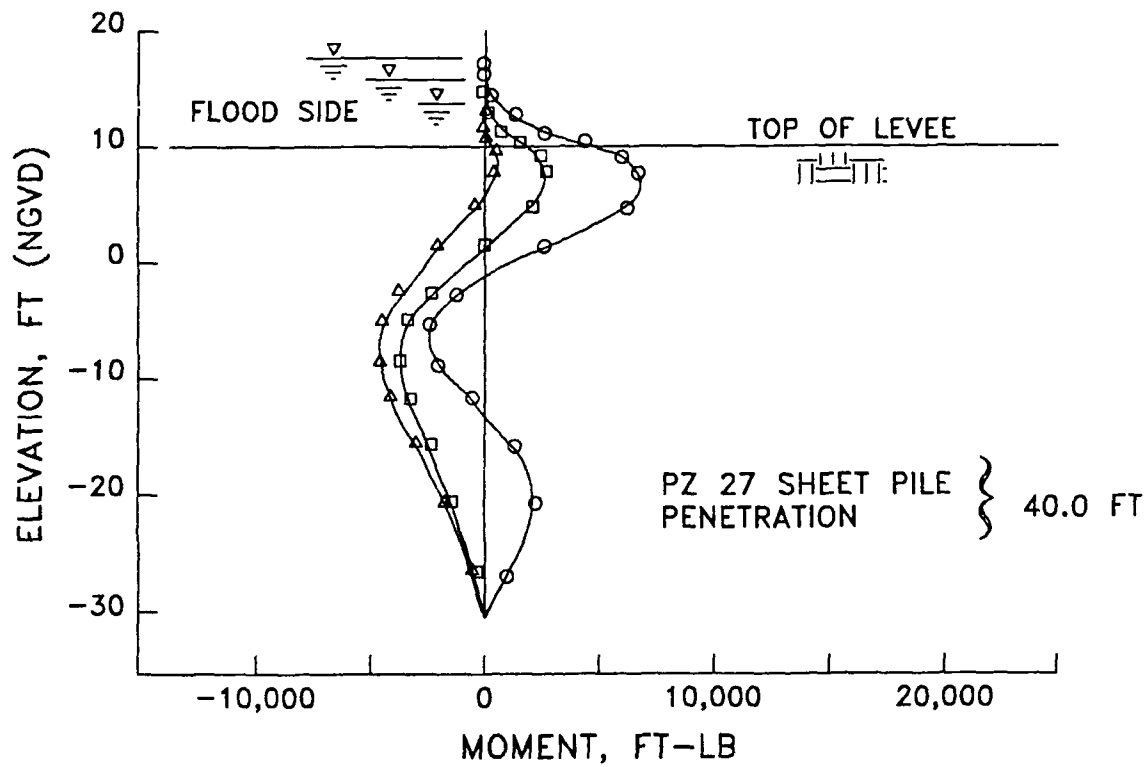 20
FLOOD SIDE
10
TOP OF LEVEE
0
-10
PZ 27 SHEET PILE
PENETRATION
40.0 FT
-20
-30
ELEVATION, FT (NGVD)
-10,000
0
10,000
20,000
MOMENT, FT-LB